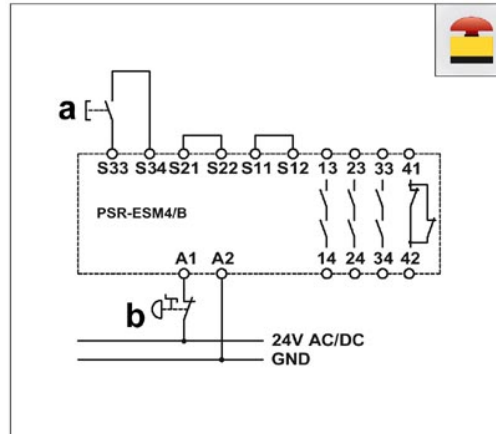 a
S33 S34 S21 S22 S11 S12 13 23 33 41
PSR-ESM4/B
A1 A2 14 24 34 42
b
24V AC/DC
GND